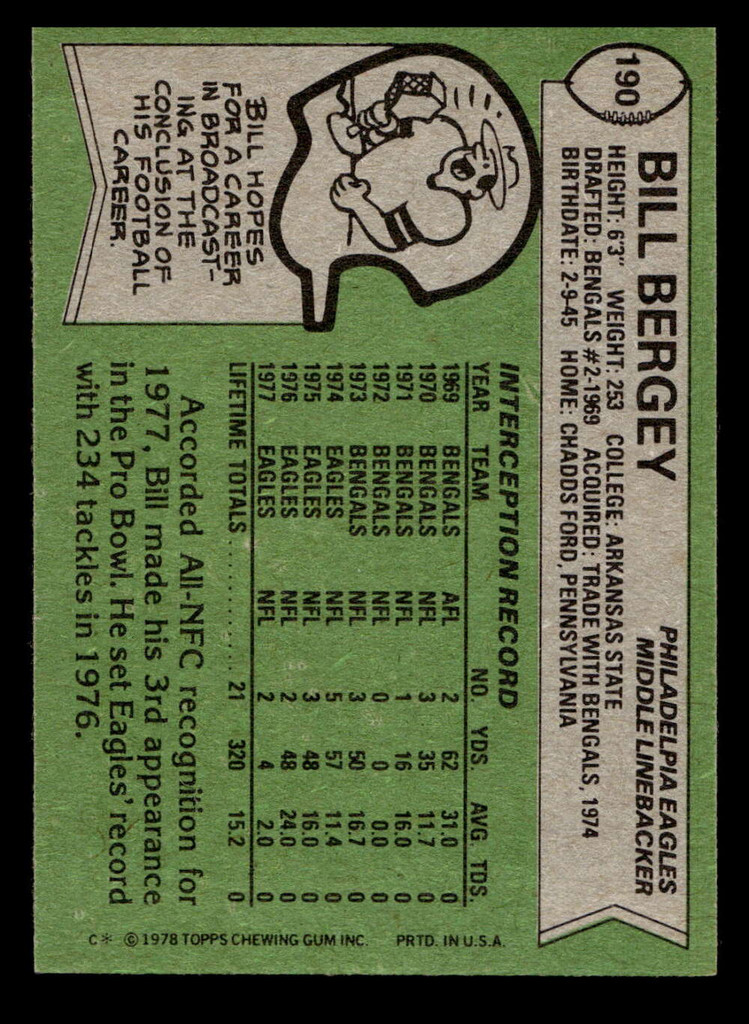 190
BILL BERGEY
PHILADELPIA EAGLES
MIDDLE LINEBACKER
HEIGHT: 6'3" WEIGHT: 253 COLLEGE: ARKANSAS STATE
DRAFTED: BENGALS #2-1969 ACQUIRED: TRADE WITH BENGALS, 1974
BIRTHDATE: 2-9-45 HOME: CHADDS FORD, PENNSYLVANIA
BILL HOPES
FOR A CAREER
IN BROADCAST-
ING AT THE
CONCLUSION OF
HIS FOOTBALL
CAREER.
INTERCEPTION RECORD
YEAR TEAM NO. YDS. AVG TDS.
1969 BENGALS AFL 2 62 31.0 0
1970 BENGALS NFL 3 35 11.7 0
1971 BENGALS NFL 1 16 16.0 0
1972 BENGALS NFL 0 0 0.0 0
1973 BENGALS NFL 3 50 16.7 0
1974 EAGLES NFL 5 57 11.4 0
1975 EAGLES NFL 3 48 16.0 0
1976 EAGLES NFL 2 48 24.0 0
1977 EAGLES NFL 2 4 2.0 0
LIFETIME TOTALS ............ 21 320 15.2 0
Accorded All-NFC recognition for
1977, Bill made his 3rd appearance
in the Pro Bowl. He set Eagles' record
with 234 tackles in 1976.
C* © 1978 TOPPS CHEWING GUM INC. PRTD. IN U.S.A.